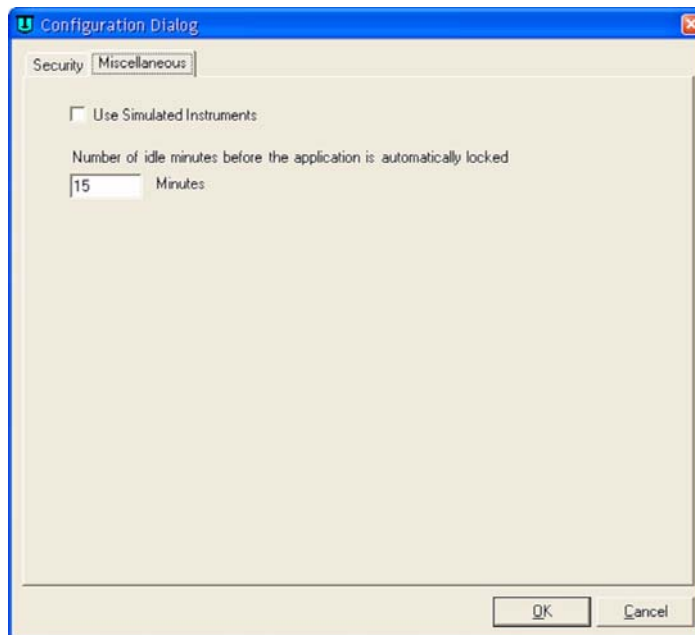 Configuration Dialog
Security Miscellaneous
Use Simulated Instruments
Number of idle minutes before the application is automatically locked
15 Minutes
OK Cancel